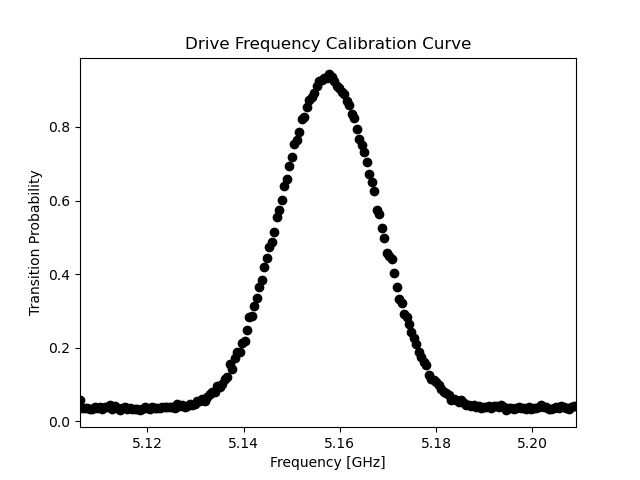 Drive Frequency Calibration Curve
Transition Probability
0.8
0.6
0.4
0.2
0.0
5.12 5.14 5.16 5.18 5.20
Frequency [GHz]